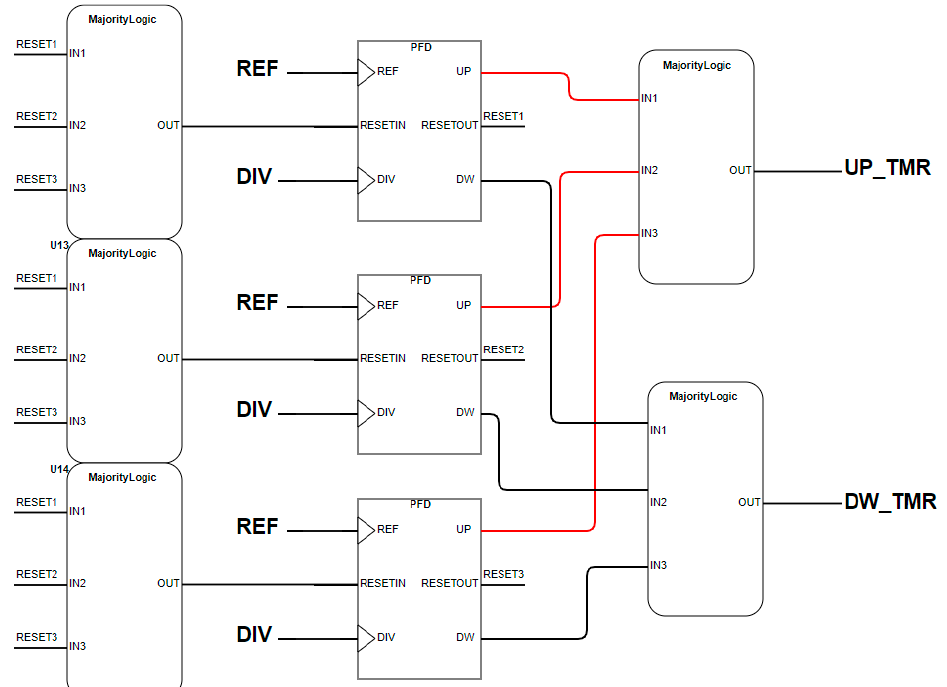 MajorityLogic
RESET1
IN1
RESET2
IN2
OUT
RESET3
IN3
REF
PFD
REF
UP
RESETIN
RESETOUT
RESET1
DIV
DIV
DW
MajorityLogic
IN1
IN2
OUT
UP_TMR
IN3
U13
MajorityLogic
RESET1
IN1
RESET2
IN2
OUT
RESET3
IN3
REF
PFD
REF
UP
RESETIN
RESETOUT
RESET2
DIV
DIV
DW
MajorityLogic
IN1
IN2
OUT
DW_TMR
IN3
U14
MajorityLogic
RESET1
IN1
RESET2
IN2
OUT
RESET3
IN3
REF
PFD
REF
UP
RESETIN
RESETOUT
RESET3
DIV
DIV
DW